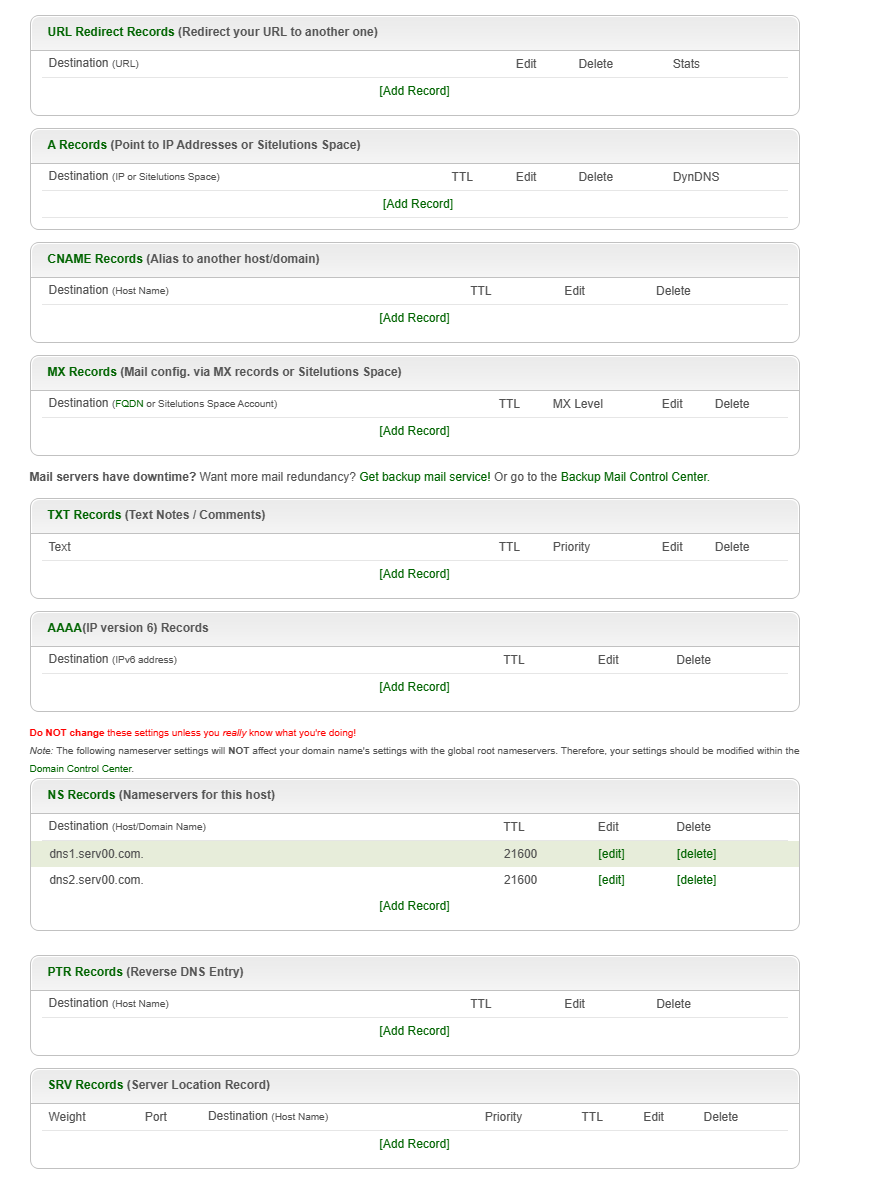 URL Redirect Records (Redirect your URL to another one)
Destination (URL) Edit Delete Stats
[Add Record]
A Records (Point to IP Addresses or Sitelutions Space)
Destination (IP or Sitelutions Space) TTL Edit Delete DynDNS
[Add Record]
CNAME Records (Alias to another host/domain)
Destination (Host Name) TTL Edit Delete
[Add Record]
MX Records (Mail config. via MX records or Sitelutions Space)
Destination (FQDN or Sitelutions Space Account) TTL MX Level Edit Delete
[Add Record]
Mail servers have downtime? Want more mail redundancy? Get backup mail service! Or go to the Backup Mail Control Center.
TXT Records (Text Notes / Comments)
Text TTL Priority Edit Delete
[Add Record]
AAAA(IP version 6) Records
Destination (IPv6 address) TTL Edit Delete
[Add Record]
Do NOT change these settings unless you really know what you're doing!
Note: The following nameserver settings will NOT affect your domain name's settings with the global root nameservers. Therefore, your settings should be modified within the
Domain Control Center.
NS Records (Nameservers for this host)
Destination (Host/Domain Name) TTL Edit Delete
dns1.serv00.com. 21600 [edit] [delete]
dns2.serv00.com. 21600 [edit] [delete]
[Add Record]
PTR Records (Reverse DNS Entry)
Destination (Host Name) TTL Edit Delete
[Add Record]
SRV Records (Server Location Record)
Weight Port Destination (Host Name) Priority TTL Edit Delete
[Add Record]